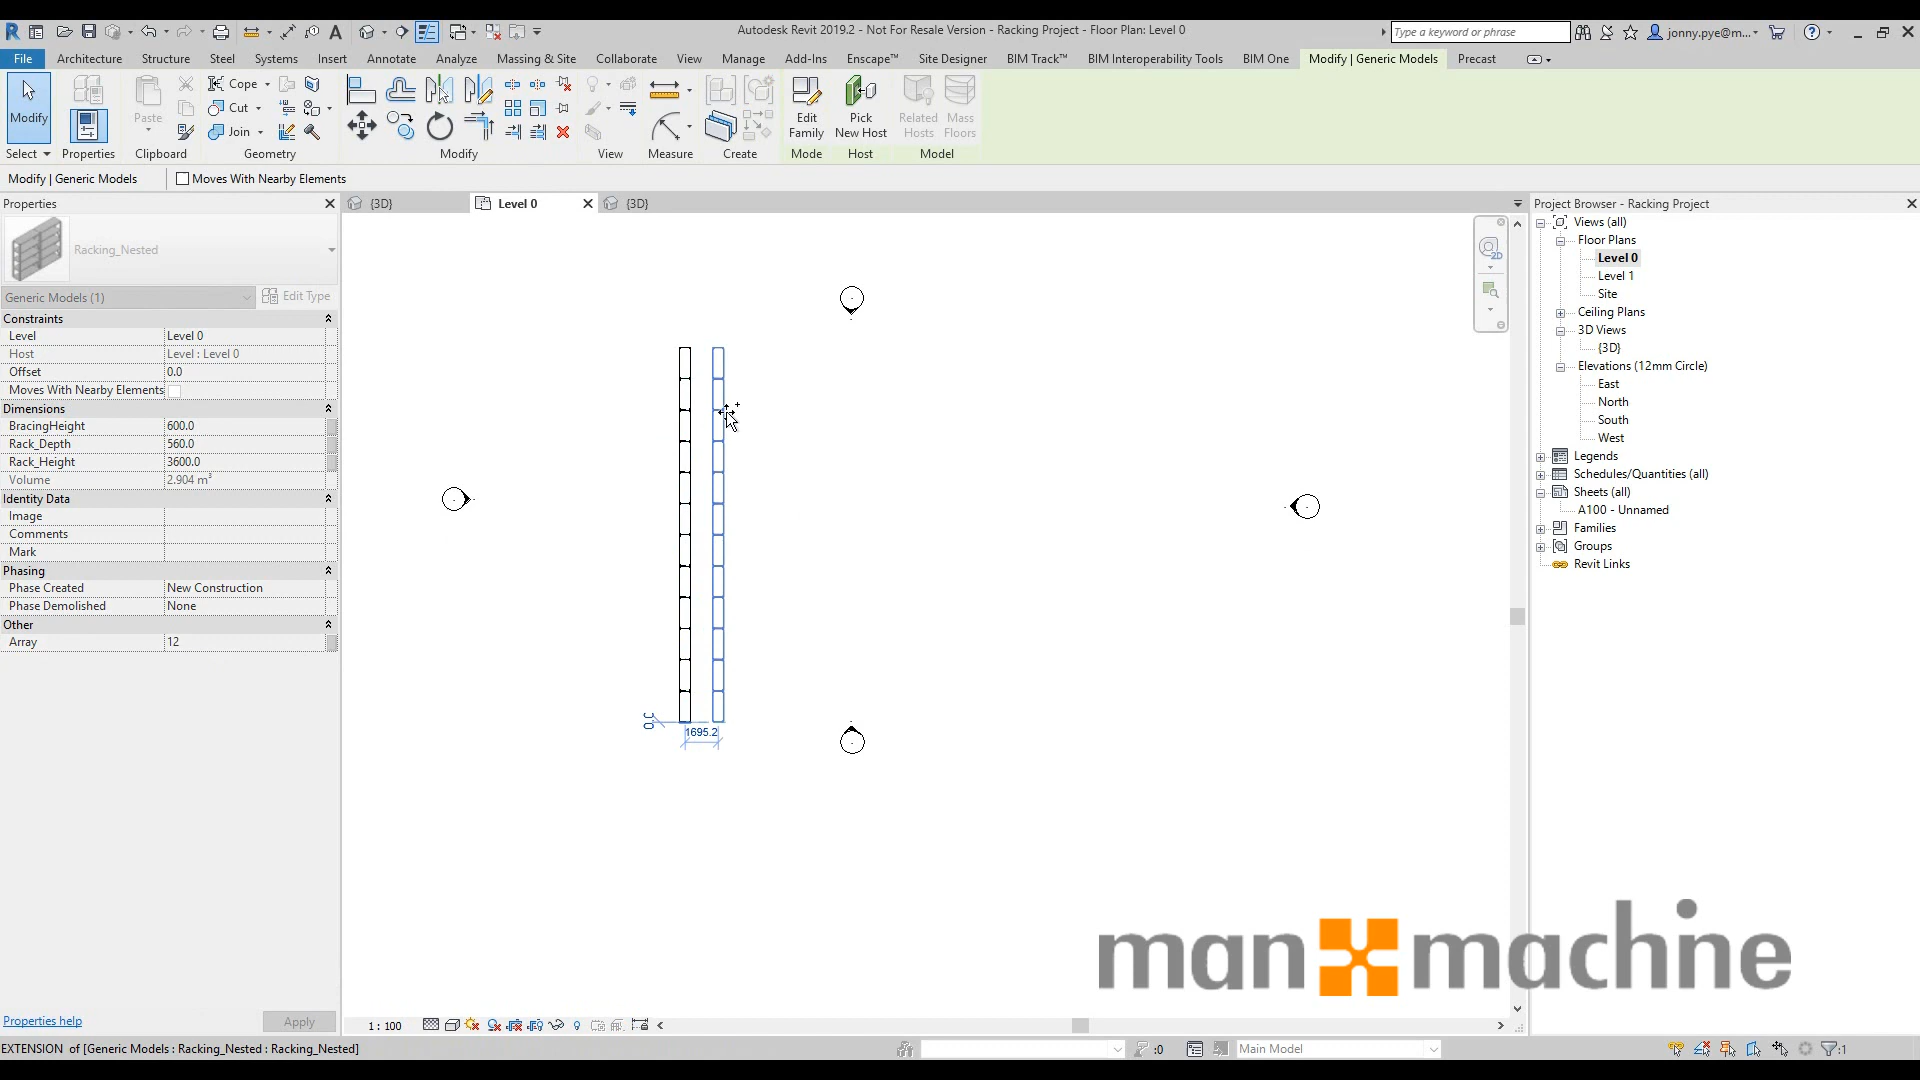 Autodesk Revit 2019.2 - Not For Resale Version - Racking Project - Floor Plan: Level 0
Type a keyword or phrase
jonny.pye@m...
File Architecture Structure Steel Systems Insert Annotate Analyze Massing & Site Collaborate View Manage Add-Ins Enscape™ Site Designer BIM Track™ BIM Interoperability Tools BIM One Modify | Generic Models Precast
Modify
Paste
Cope
Cut
Join
Edit Family
Pick New Host
Related Hosts
Mass Floors
Select Properties Clipboard Geometry Modify View Measure Create Mode Host Model
Modify | Generic Models Moves With Nearby Elements
Properties
Racking_Nested
Generic Models (1) Edit Type
Constraints
Level Level 0
Host Level : Level 0
Offset 0.0
Moves With Nearby Elements
Dimensions
BracingHeight 600.0
Rack_Depth 560.0
Rack_Height 3600.0
Volume 2.904 m³
Identity Data
Image
Comments
Mark
Phasing
Phase Created New Construction
Phase Demolished None
Other
Array 12
Properties help Apply
{3D} Level 0 {3D}
2D
0.0
1695.2
1 : 100
Project Browser - Racking Project
Views (all)
Floor Plans
Level 0
Level 1
Site
Ceiling Plans
3D Views
{3D}
Elevations (12mm Circle)
East
North
South
West
Legends
Schedules/Quantities (all)
Sheets (all)
A100 - Unnamed
Families
Groups
Revit Links
man machine
EXTENSION of [Generic Models : Racking_Nested : Racking_Nested]
:0
Main Model
:1